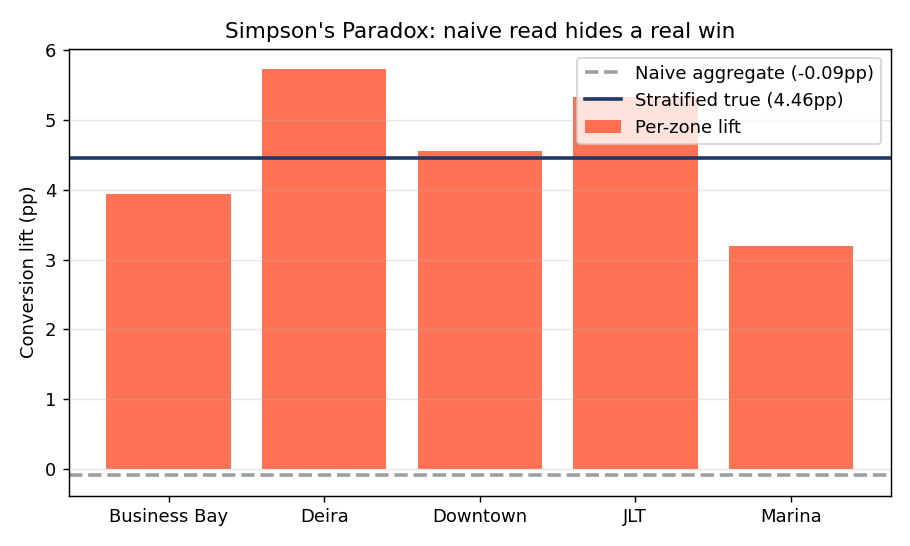 Simpson's Paradox: naive read hides a real win
Conversion lift (pp)
6
5
4
3
2
1
0
Naive aggregate (-0.09pp)
Stratified true (4.46pp)
Per-zone lift
Business Bay
Deira
Downtown
JLT
Marina